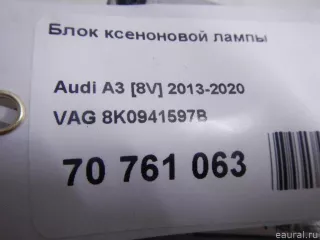 Блок ксеноновой лампы
Audi A3 [8V] 2013-2020
VAG 8K0941597B
70 761 063
eaural.ru